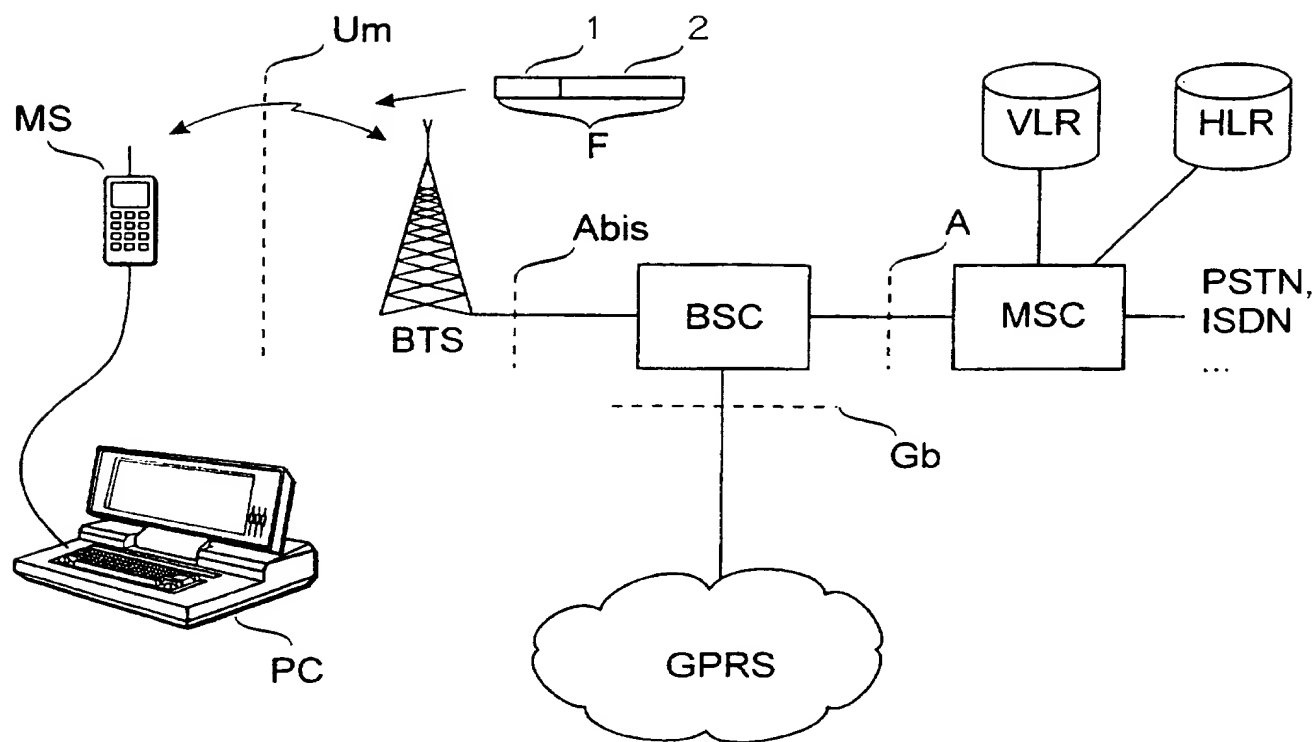 Um
1
2
MS
F
VLR
HLR
Abis
A
BTS
BSC
MSC
PSTN,
ISDN
...
Gb
PC
GPRS